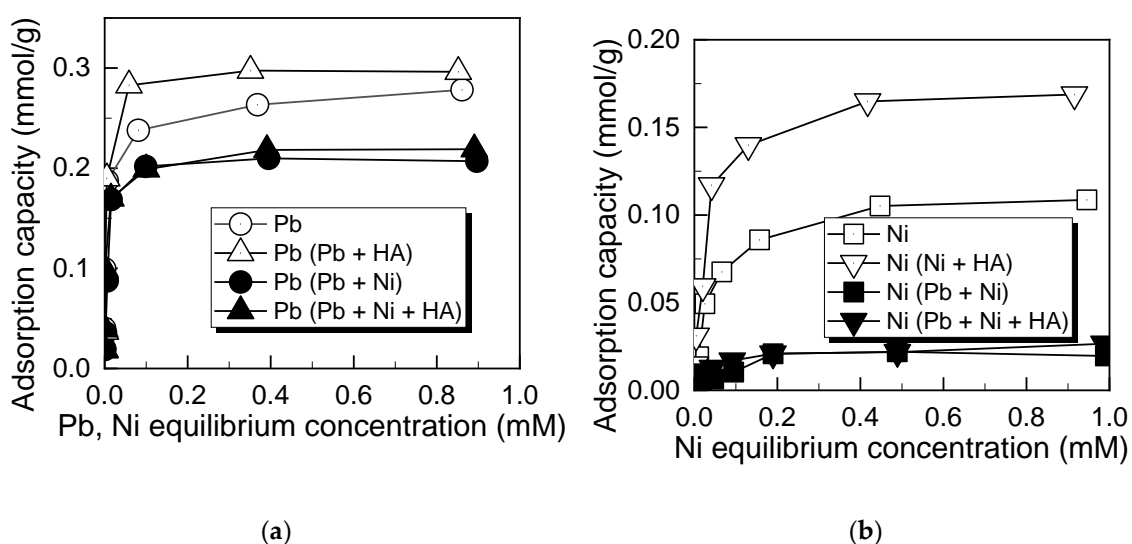 Adsorption capacity (mmol/g)
0.3
0.2
0.1
0.0
Pb
Pb (Pb + HA)
Pb (Pb + Ni)
Pb (Pb + Ni + HA)
0.0 0.2 0.4 0.6 0.8 1.0
Pb, Ni equilibrium concentration (mM)
(a)
Adsorption capacity (mmol/g)
0.20
0.15
0.10
0.05
0.00
Ni
Ni (Ni + HA)
Ni (Pb + Ni)
Ni (Pb + Ni + HA)
0.0 0.2 0.4 0.6 0.8 1.0
Ni equilibrium concentration (mM)
(b)